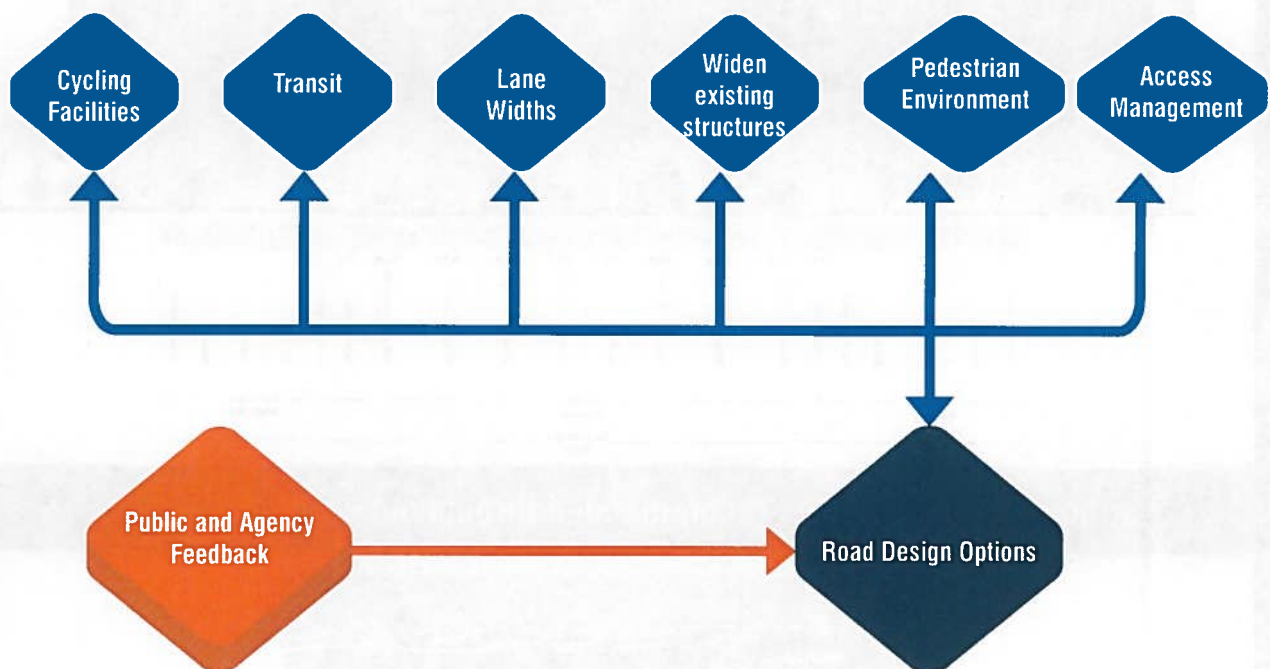 Cycling
Facilities
Transit
Lane
Widths
Widen
existing
structures
Pedestrian
Environment
Access
Management
Public and Agency
Feedback
Road Design Options